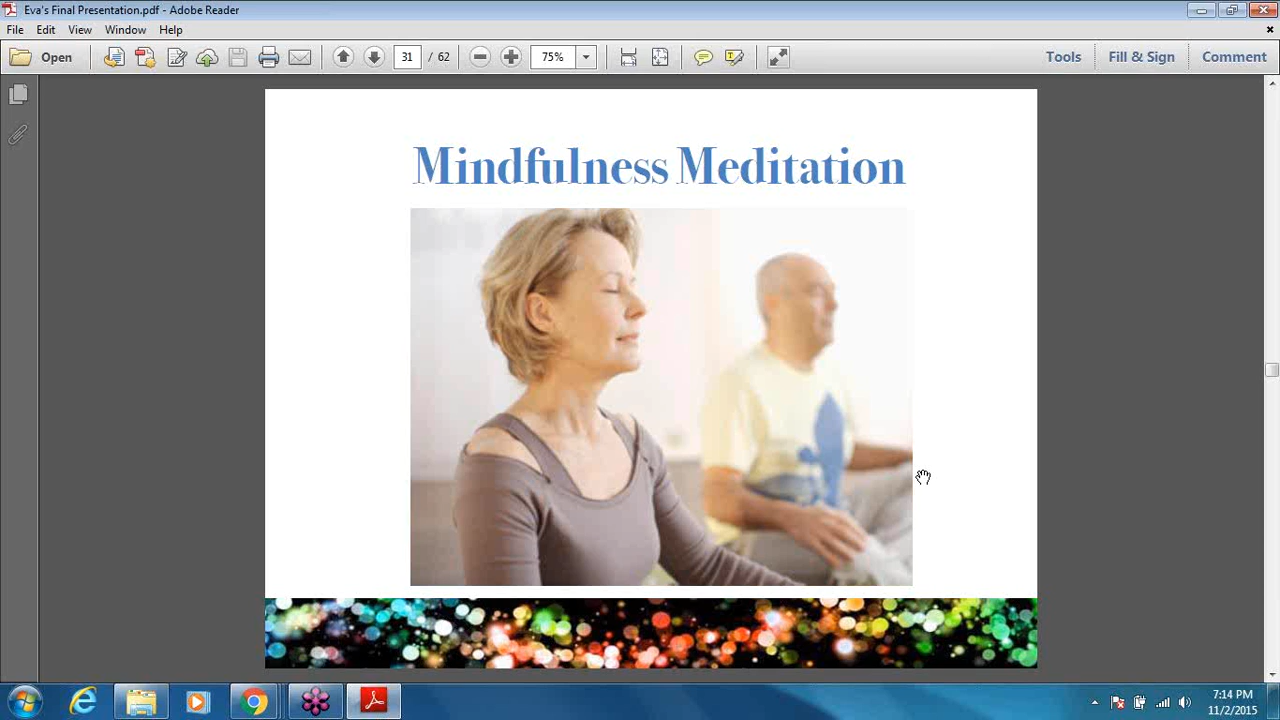 Eva's Final Presentation.pdf - Adobe Reader
File Edit View Window Help
Open 31 / 62 75% Tools Fill & Sign Comment
Mindfulness Meditation
7:14 PM
11/2/2015